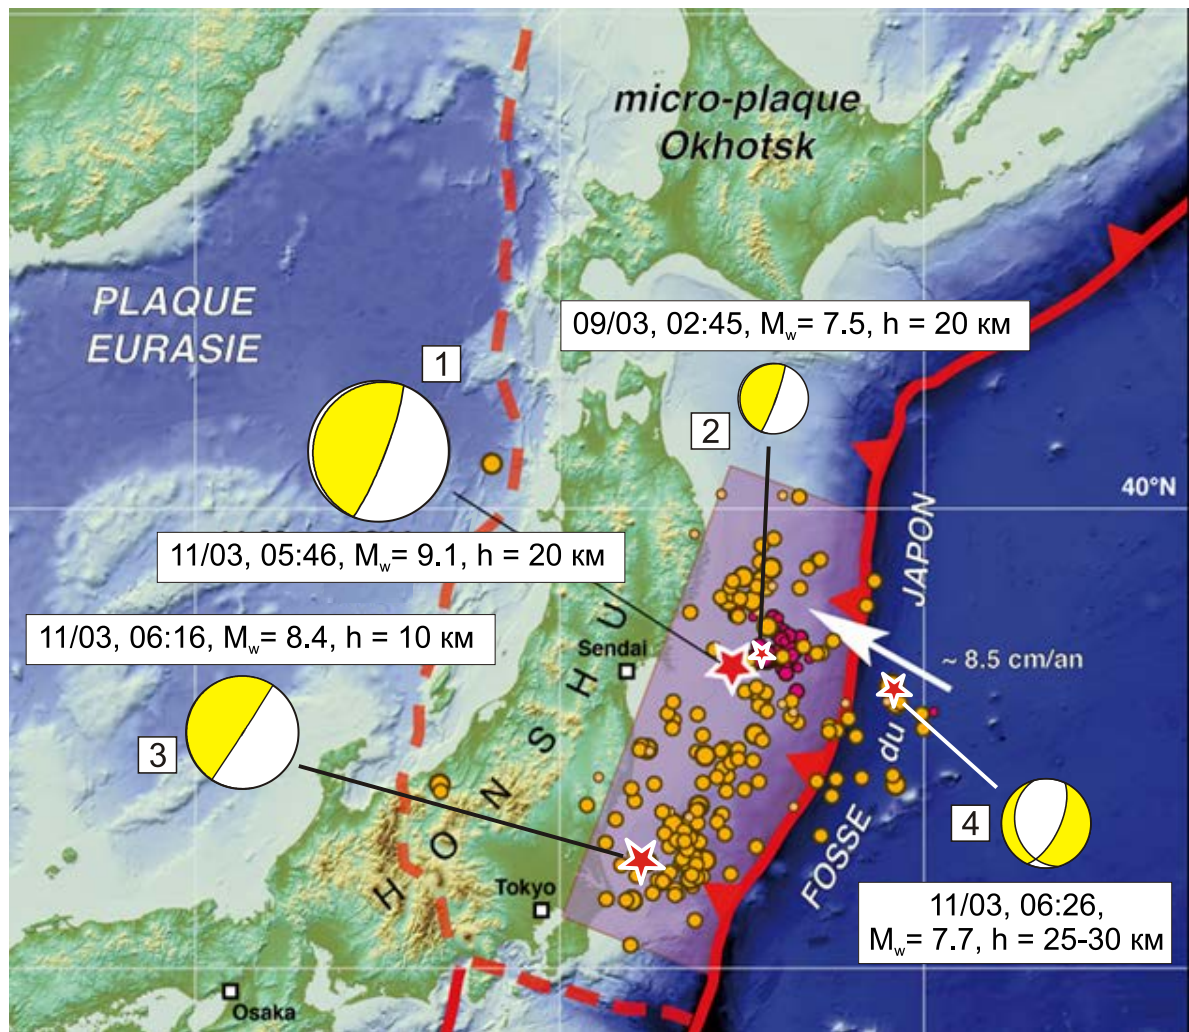 micro-plaque
Okhotsk
PLAQUE
EURASIE
09/03, 02:45, Mw= 7.5, h = 20 км
1
2
40°N
11/03, 05:46, Mw= 9.1, h = 20 км
JAPON
11/03, 06:16, Mw= 8.4, h = 10 км
Sendai
~ 8.5 cm/an
HONSHU
3
du
4
FOSSE
Tokyo
11/03, 06:26,
Mw= 7.7, h = 25-30 км
Osaka